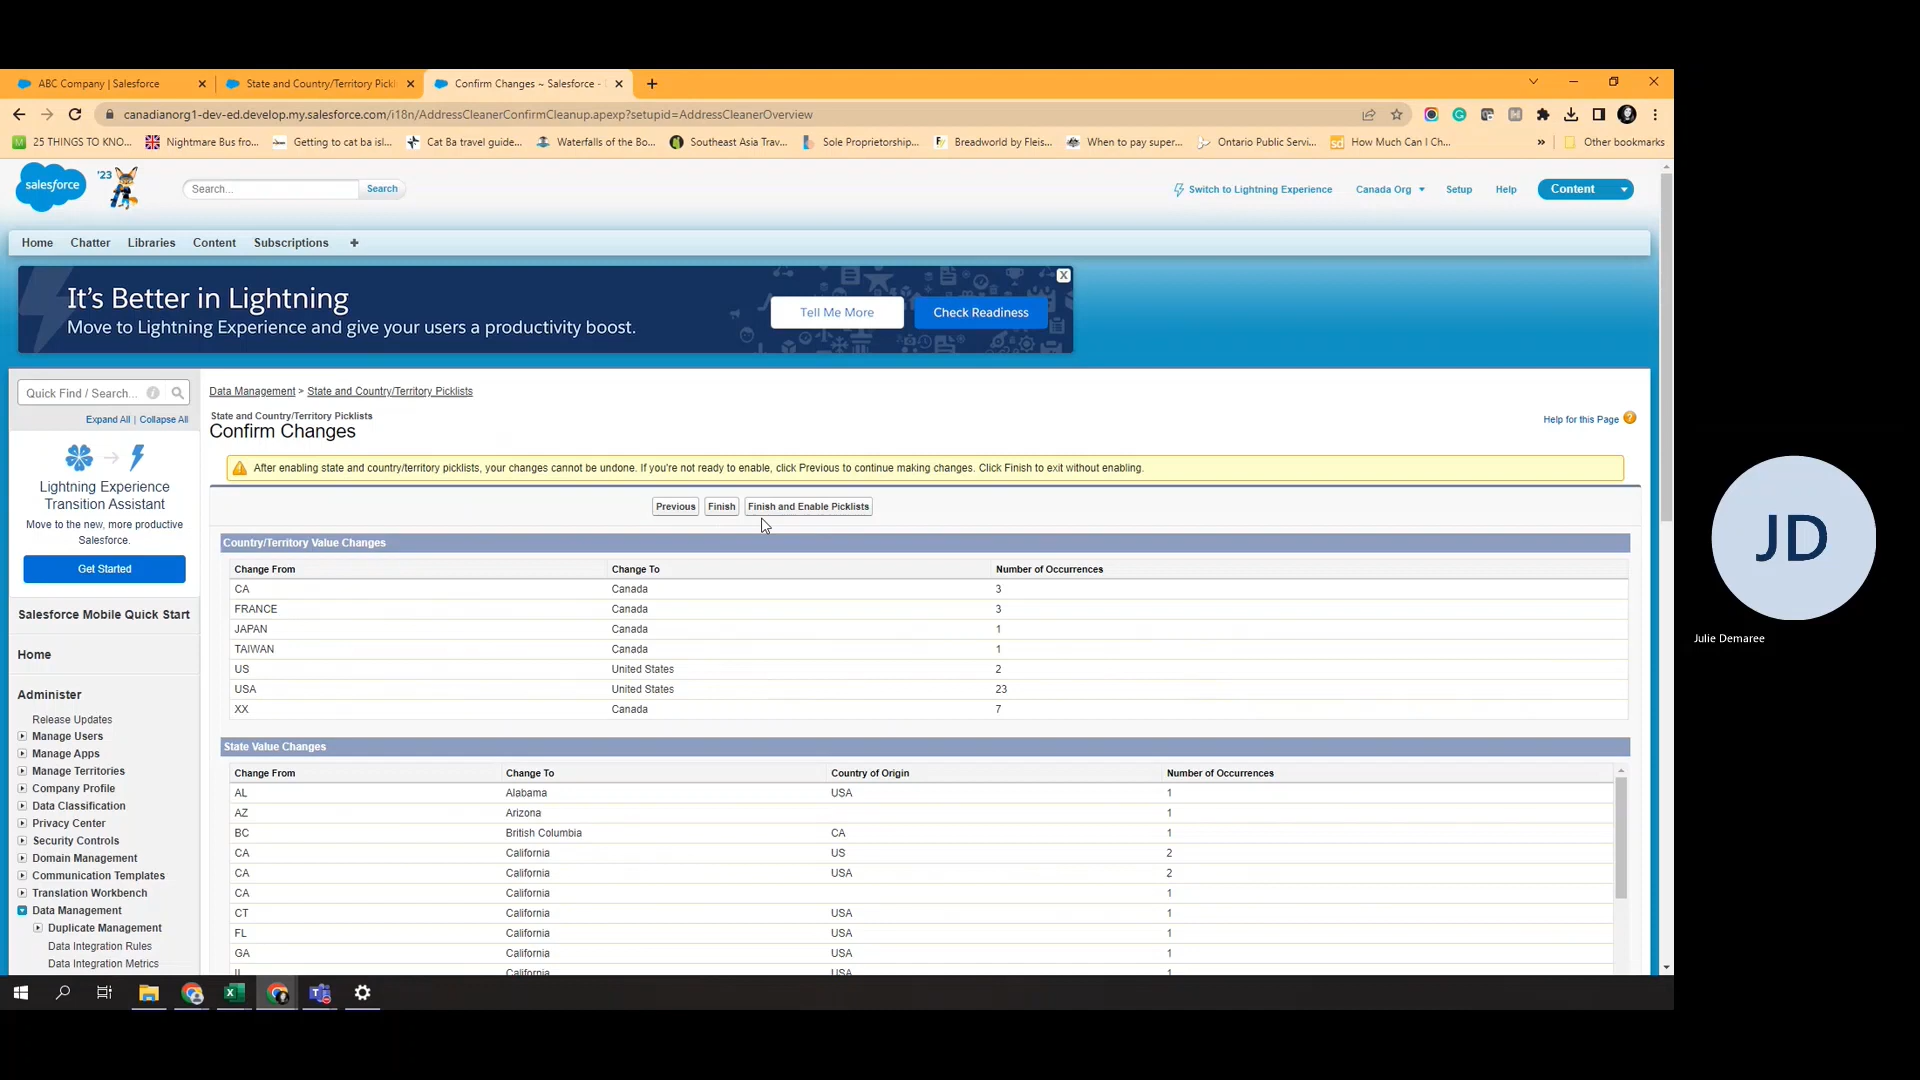 ABC Company | Salesforce
State and Country/Territory Pickl
Confirm Changes ~ Salesforce -
canadianorg1-dev-ed.develop.my.salesforce.com/i18n/AddressCleanerConfirmCleanup.apexp?setupid=AddressCleanerOverview
25 THINGS TO KNO... Nightmare Bus fro... Getting to cat ba isl... Cat Ba travel guide... Waterfalls of the Bo... Southeast Asia Trav... Sole Proprietorship... Breadworld by Fleis... When to pay super... Ontario Public Servi... How Much Can I Ch... » Other bookmarks
salesforce '23 Search... Search Switch to Lightning Experience Canada Org Setup Help Content
Home Chatter Libraries Content Subscriptions +
It's Better in Lightning
Move to Lightning Experience and give your users a productivity boost.
Tell Me More Check Readiness X
Quick Find / Search...
Expand All | Collapse All
Lightning Experience
Transition Assistant
Move to the new, more productive
Salesforce.
Get Started
Salesforce Mobile Quick Start
Home
Administer
Release Updates
Manage Users
Manage Apps
Manage Territories
Company Profile
Data Classification
Privacy Center
Security Controls
Domain Management
Communication Templates
Translation Workbench
Data Management
Duplicate Management
Data Integration Rules
Data Integration Metrics
Data Management > State and Country/Territory Picklists
State and Country/Territory Picklists
Confirm Changes
Help for this Page ?
After enabling state and country/territory picklists, your changes cannot be undone. If you're not ready to enable, click Previous to continue making changes. Click Finish to exit without enabling.
Previous Finish Finish and Enable Picklists
Country/Territory Value Changes
Change From Change To Number of Occurrences
CA Canada 3
FRANCE Canada 3
JAPAN Canada 1
TAIWAN Canada 1
US United States 2
USA United States 23
XX Canada 7
State Value Changes
Change From Change To Country of Origin Number of Occurrences
AL Alabama USA 1
AZ Arizona 1
BC British Columbia CA 1
CA California US 2
CA California USA 2
CA California 1
CT California USA 1
FL California USA 1
GA California USA 1
IL California USA 1
JD
Julie Demaree